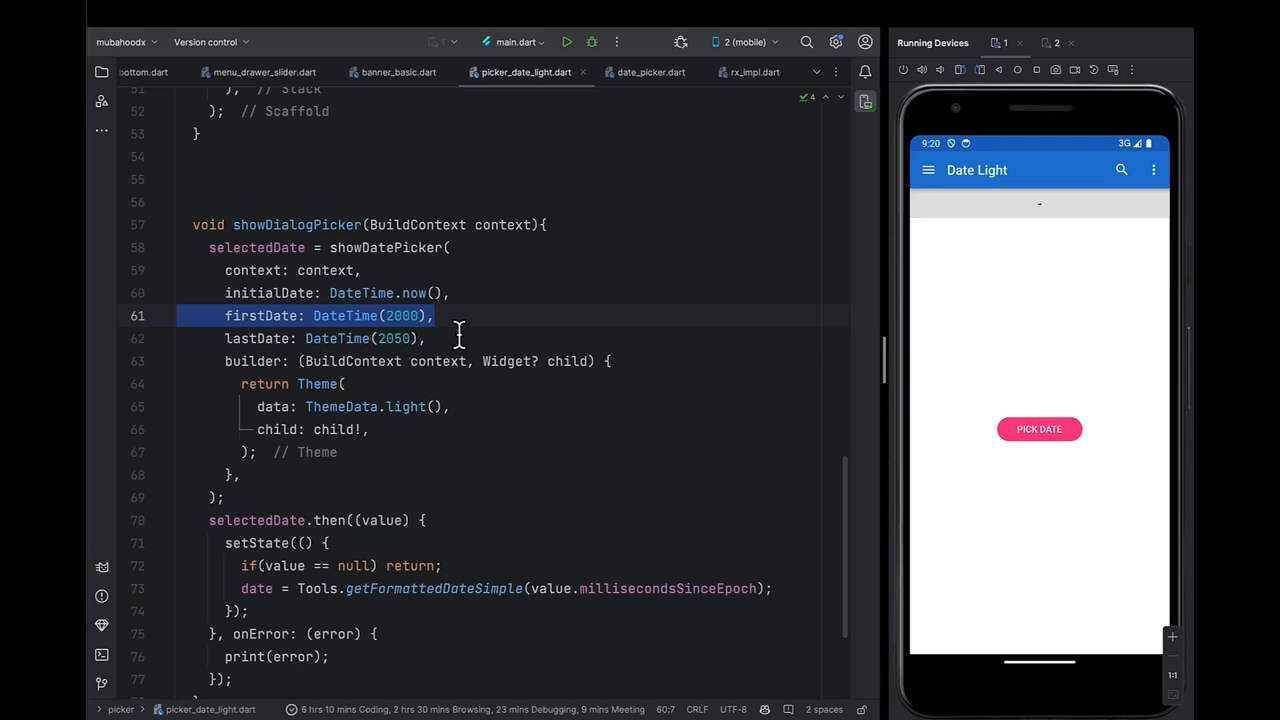 mubahoodx Version control 1 main.dart 2 (mobile)
bottom.dart menu_drawer_slider.dart banner_basic.dart picker_date_light.dart date_picker.dart rx_impl.dart
51 ); // Stack
52 ); // Scaffold
53 }
54
55
56
57 void showDialogPicker(BuildContext context){
58 selectedDate = showDatePicker(
59 context: context,
60 initialDate: DateTime.now(),
61 firstDate: DateTime(2000),
62 lastDate: DateTime(2050),
63 builder: (BuildContext context, Widget? child) {
64 return Theme(
65 data: ThemeData.light(),
66 child: child!,
67 ); // Theme
68 },
69 );
70 selectedDate.then((value) {
71 setState(() {
72 if(value == null) return;
73 date = Tools.getFormattedDateSimple(value.millisecondsSinceEpoch);
74 });
75 }, onError: (error) {
76 print(error);
77 });
4
picker picker_date_light.dart 6 hrs 10 mins Coding, 2 hrs 30 mins Browsing, 23 mins Debugging, 9 mins Meeting 60:7 CRLF UTF-8 2 spaces
Running Devices 1 2
9:20 3G
Date Light
-
PICK DATE
1:1